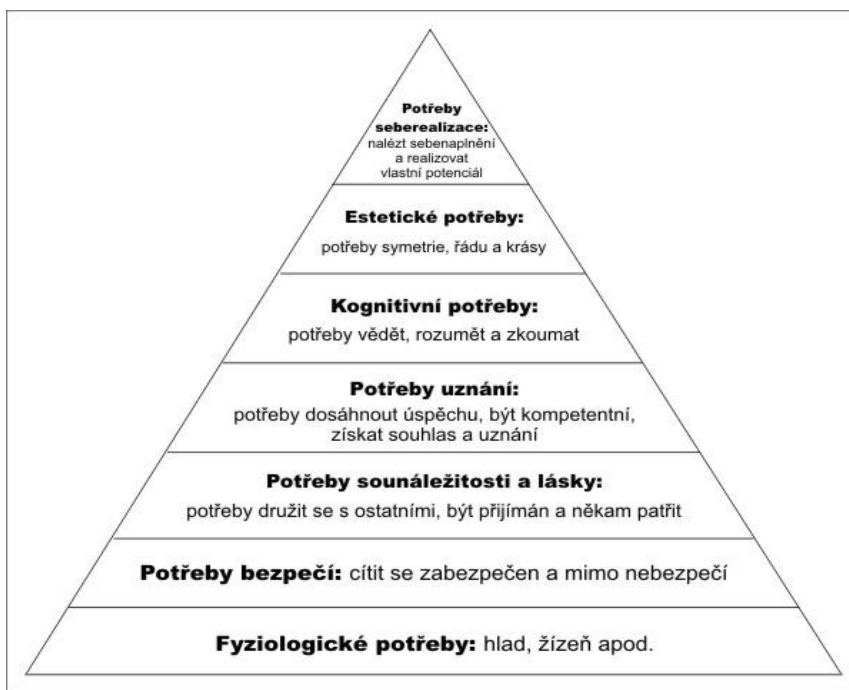 Potřeby
seberealizace:
nalézt sebenaplnění
a realizovat
vlastní potenciál
Estetické potřeby:
potřeby symetrie, řádu a krásy
Kognitivní potřeby:
potřeby vědět, rozumět a zkoumat
Potřeby uznání:
potřeby dosáhnout úspěchu, být kompetentní,
získat souhlas a uznání
Potřeby sounáležitosti a lásky:
potřeby družit se s ostatními, být přijímán a někam patřit
Potřeby bezpečí: cítit se zabezpečen a mimo nebezpečí
Fyziologické potřeby: hlad, žízeň apod.